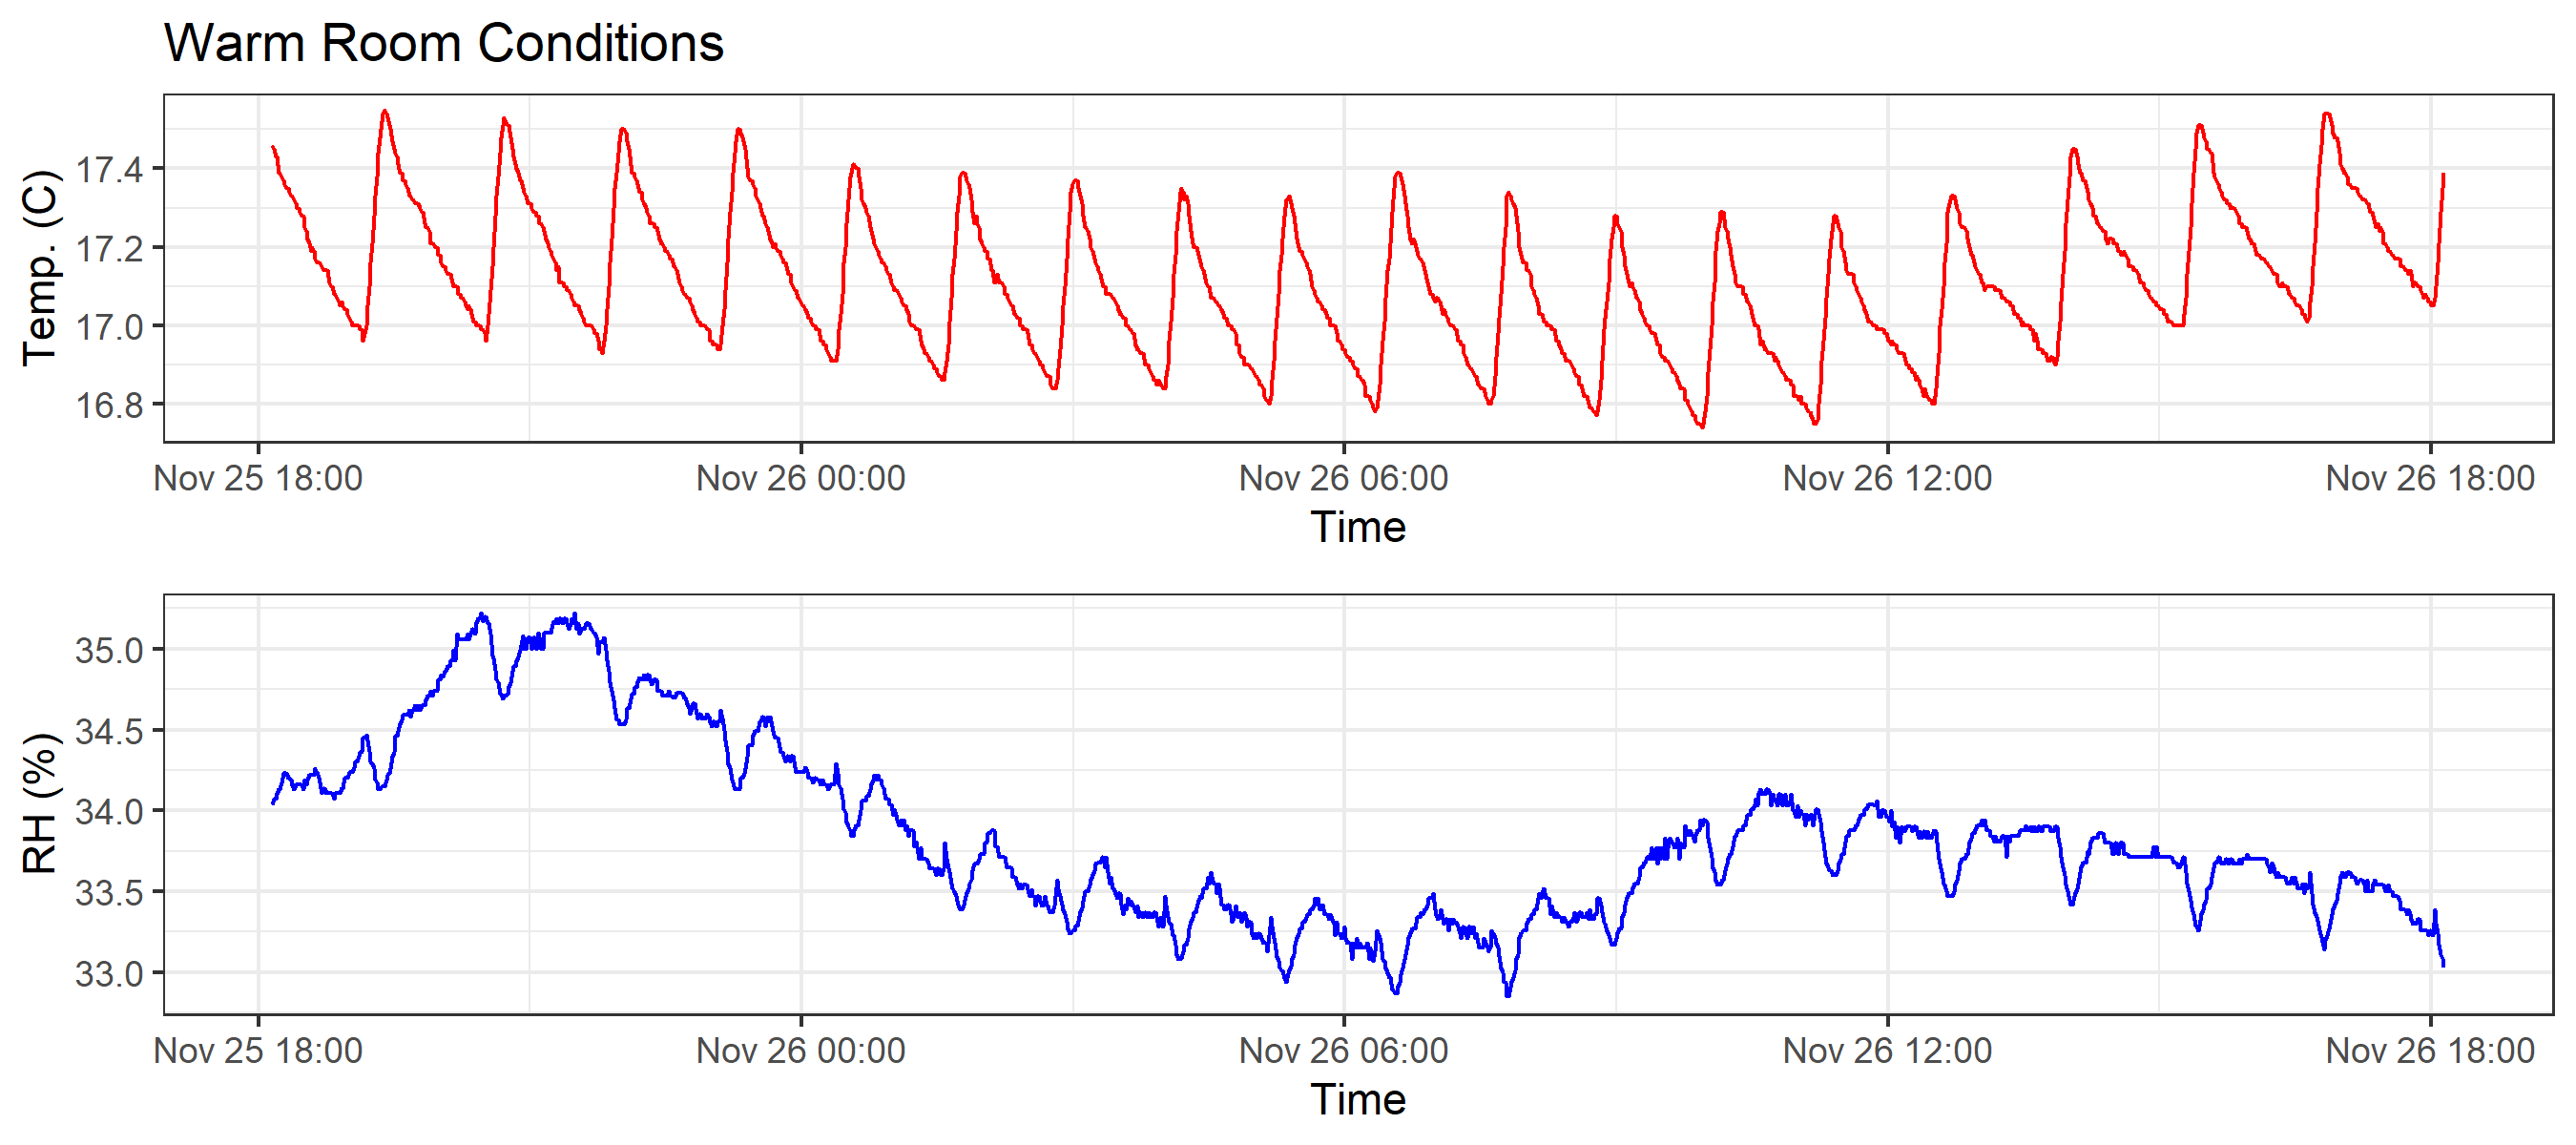 Warm Room Conditions
Temp. (C)
17.4
17.2
17.0
16.8
Nov 25 18:00 Nov 26 00:00 Nov 26 06:00 Nov 26 12:00 Nov 26 18:00
Time
RH (%)
35.0
34.5
34.0
33.5
33.0
Nov 25 18:00 Nov 26 00:00 Nov 26 06:00 Nov 26 12:00 Nov 26 18:00
Time